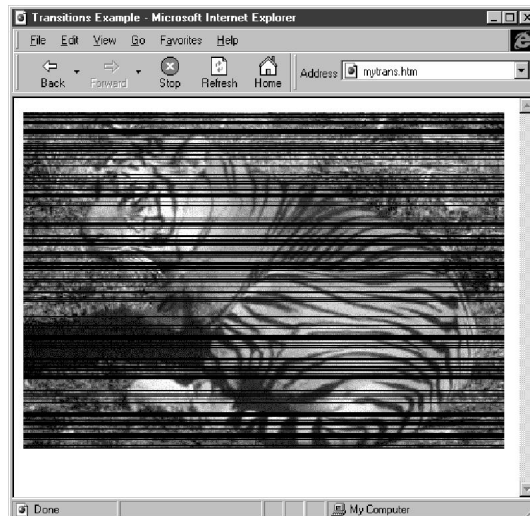 Transitions Example - Microsoft Internet Explorer
File Edit View Go Favorites Help
Back Forward Stop Refresh Home Address mytrans.htm
Done My Computer